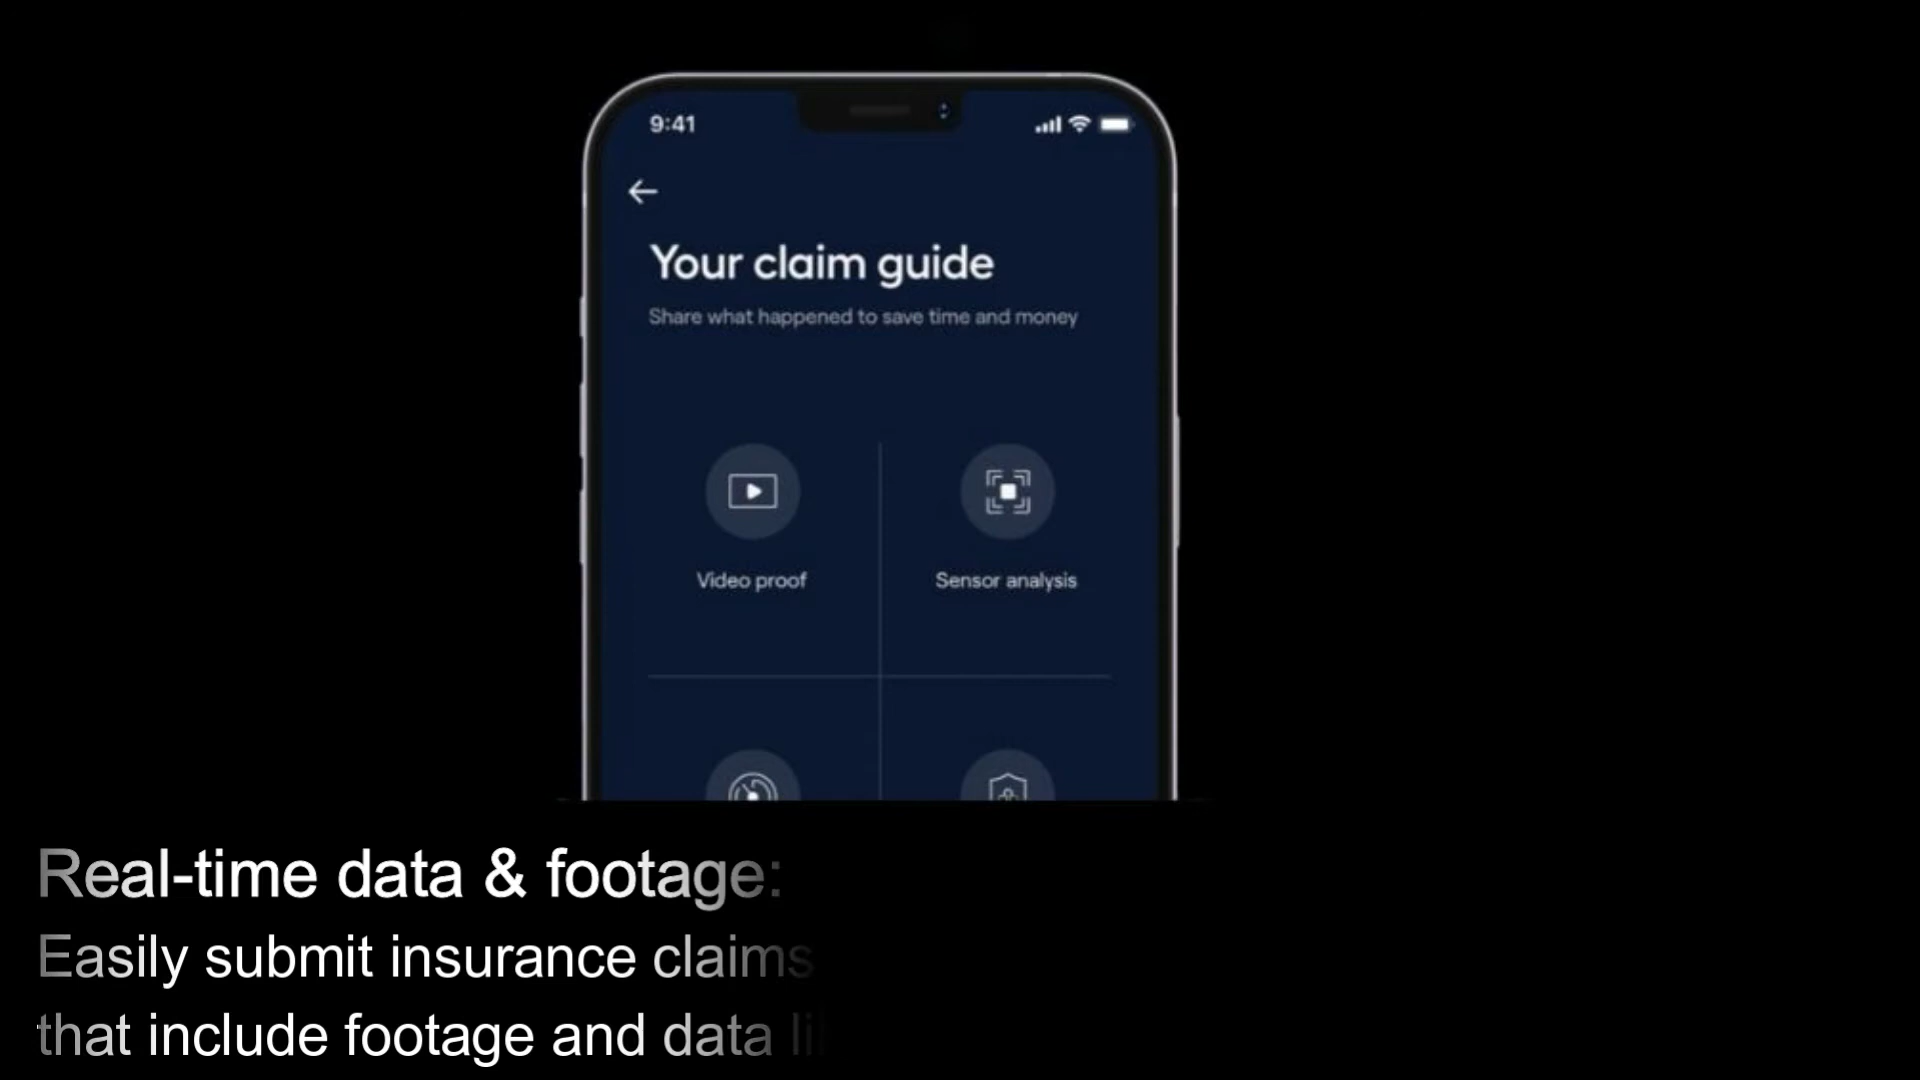 9:41
Your claim guide
Share what happened to save time and money
Video proof
Sensor analysis
Real-time data & footage:
Easily submit insurance claims
that include footage and data